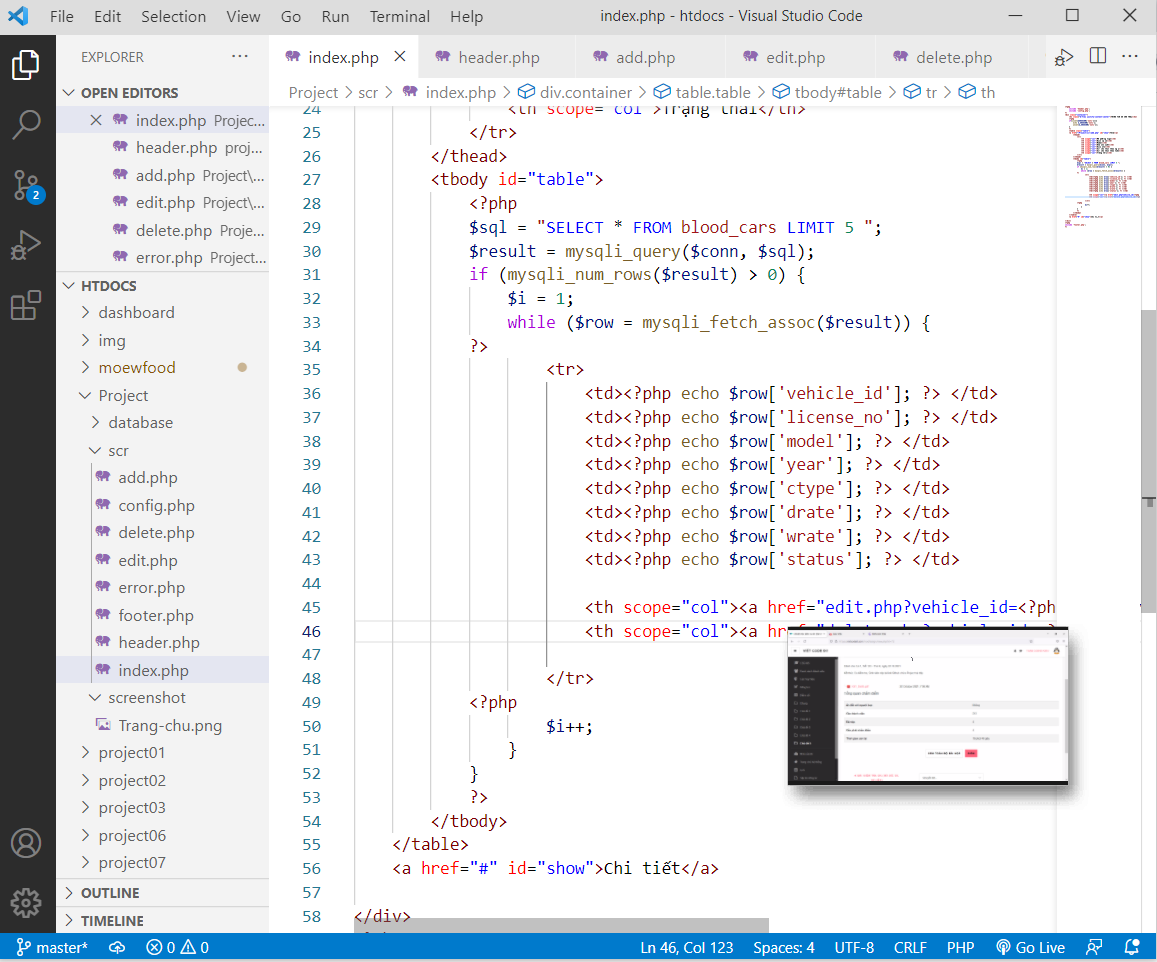 File Edit Selection View Go Run Terminal Help index.php - htdocs - Visual Studio Code
EXPLORER
OPEN EDITORS
index.php Projec...
header.php proj...
add.php Project\...
edit.php Project\...
delete.php Proje...
error.php Project...
HTDOCS
dashboard
img
moewfood
Project
database
scr
add.php
config.php
delete.php
edit.php
error.php
footer.php
header.php
index.php
screenshot
Trang-chu.png
project01
project02
project03
project06
project07
OUTLINE
TIMELINE
2
index.php header.php add.php edit.php delete.php
Project > scr > index.php > div.container > table.table > tbody#table > tr > th
24 <th scope="col">Trạng thái</th>
25 </tr>
26 </thead>
27 <tbody id="table">
28 <?php
29 $sql = "SELECT * FROM blood_cars LIMIT 5 ";
30 $result = mysqli_query($conn, $sql);
31 if (mysqli_num_rows($result) > 0) {
32 $i = 1;
33 while ($row = mysqli_fetch_assoc($result)) {
34 ?>
35 <tr>
36 <td><?php echo $row['vehicle_id']; ?> </td>
37 <td><?php echo $row['license_no']; ?> </td>
38 <td><?php echo $row['model']; ?> </td>
39 <td><?php echo $row['year']; ?> </td>
40 <td><?php echo $row['ctype']; ?> </td>
41 <td><?php echo $row['drate']; ?> </td>
42 <td><?php echo $row['wrate']; ?> </td>
43 <td><?php echo $row['status']; ?> </td>
44
45 <th scope="col"><a href="edit.php?vehicle_id=<?ph
46 <th scope="col"><a hr
47
48 </tr>
49 <?php
50 $i++;
51 }
52 }
53 ?>
54 </tbody>
55 </table>
56 <a href="#" id="show">Chi tiết</a>
57
58 </div>
master* 0 0 Ln 46, Col 123 Spaces: 4 UTF-8 CRLF PHP Go Live